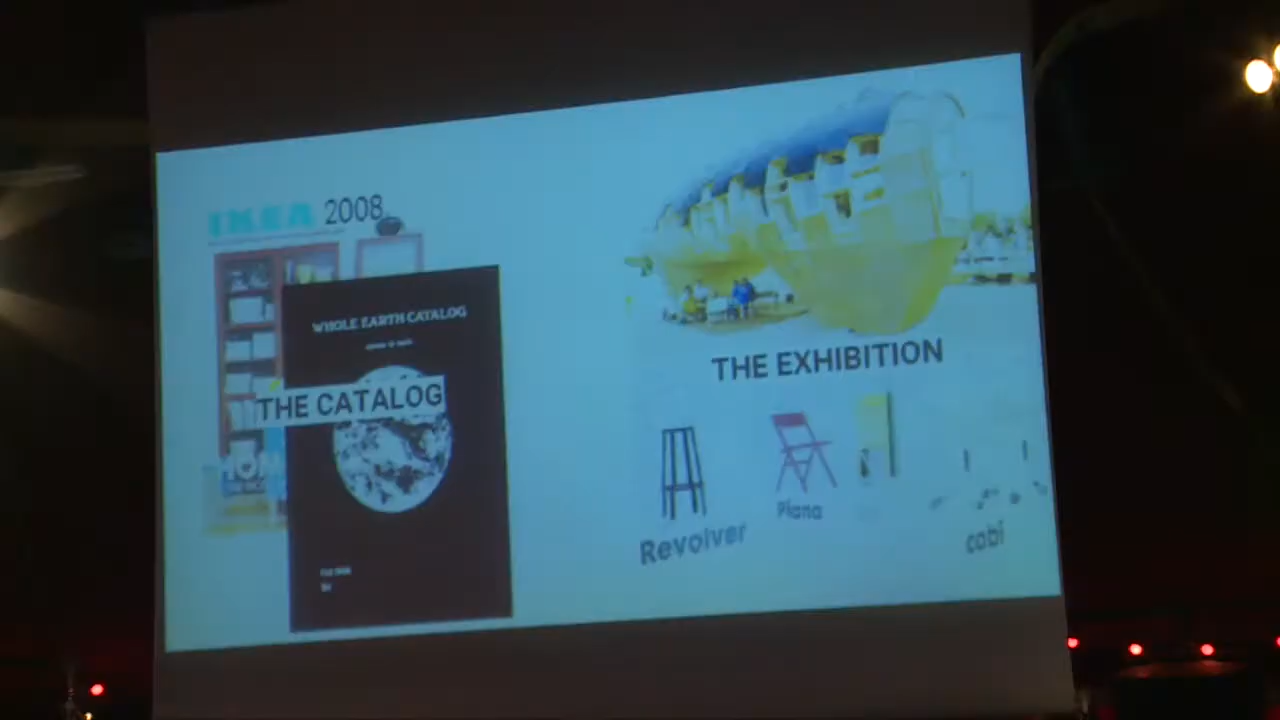 IKEA 2008
WHOLE EARTH CATALOG
THE CATALOG
THE EXHIBITION
Revolver
Plana
cobi